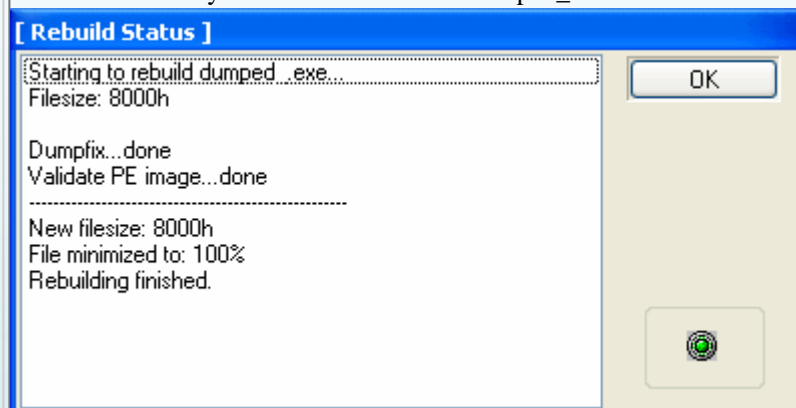 [ Rebuild Status ]
Starting to rebuild dumped_.exe...
Filesize: 8000h
OK
Dumpfix...done
Validate PE image...done
----------------------------------------------------
New filesize: 8000h
File minimized to: 100%
Rebuilding finished.